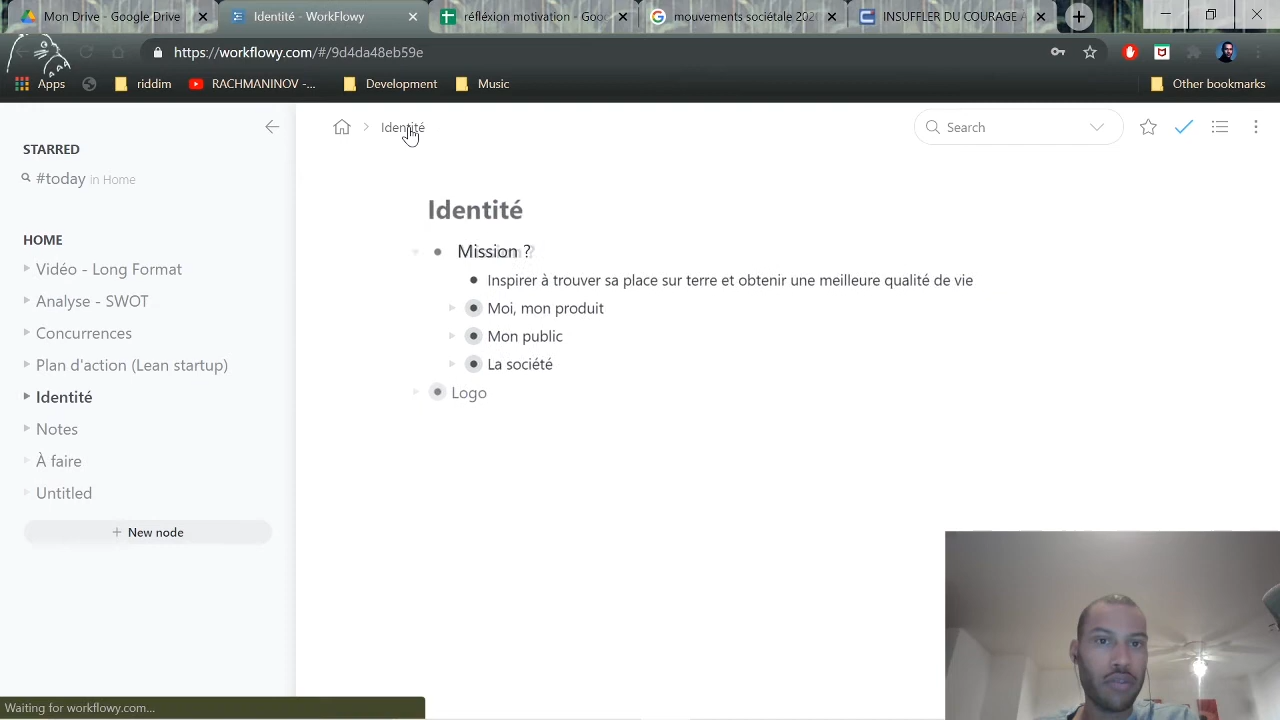 Mon Drive - Google Drive
Identité - WorkFlowy
réfléxion motivation - Goo
mouvements sociétale 202
INSUFFLER DU COURAGE
https://workflowy.com/#/9d4da48eb59e
Apps
riddim
RACHMANINOV -...
Development
Music
Other bookmarks
Identité
Search
STARRED
#today in Home
HOME
Vidéo - Long Format
Analyse - SWOT
Concurrences
Plan d'action (Lean startup)
Identité
Notes
À faire
Untitled
+ New node
Identité
Mission ?
Inspirer à trouver sa place sur terre et obtenir une meilleure qualité de vie
Moi, mon produit
Mon public
La société
Logo
Waiting for workflowy.com...